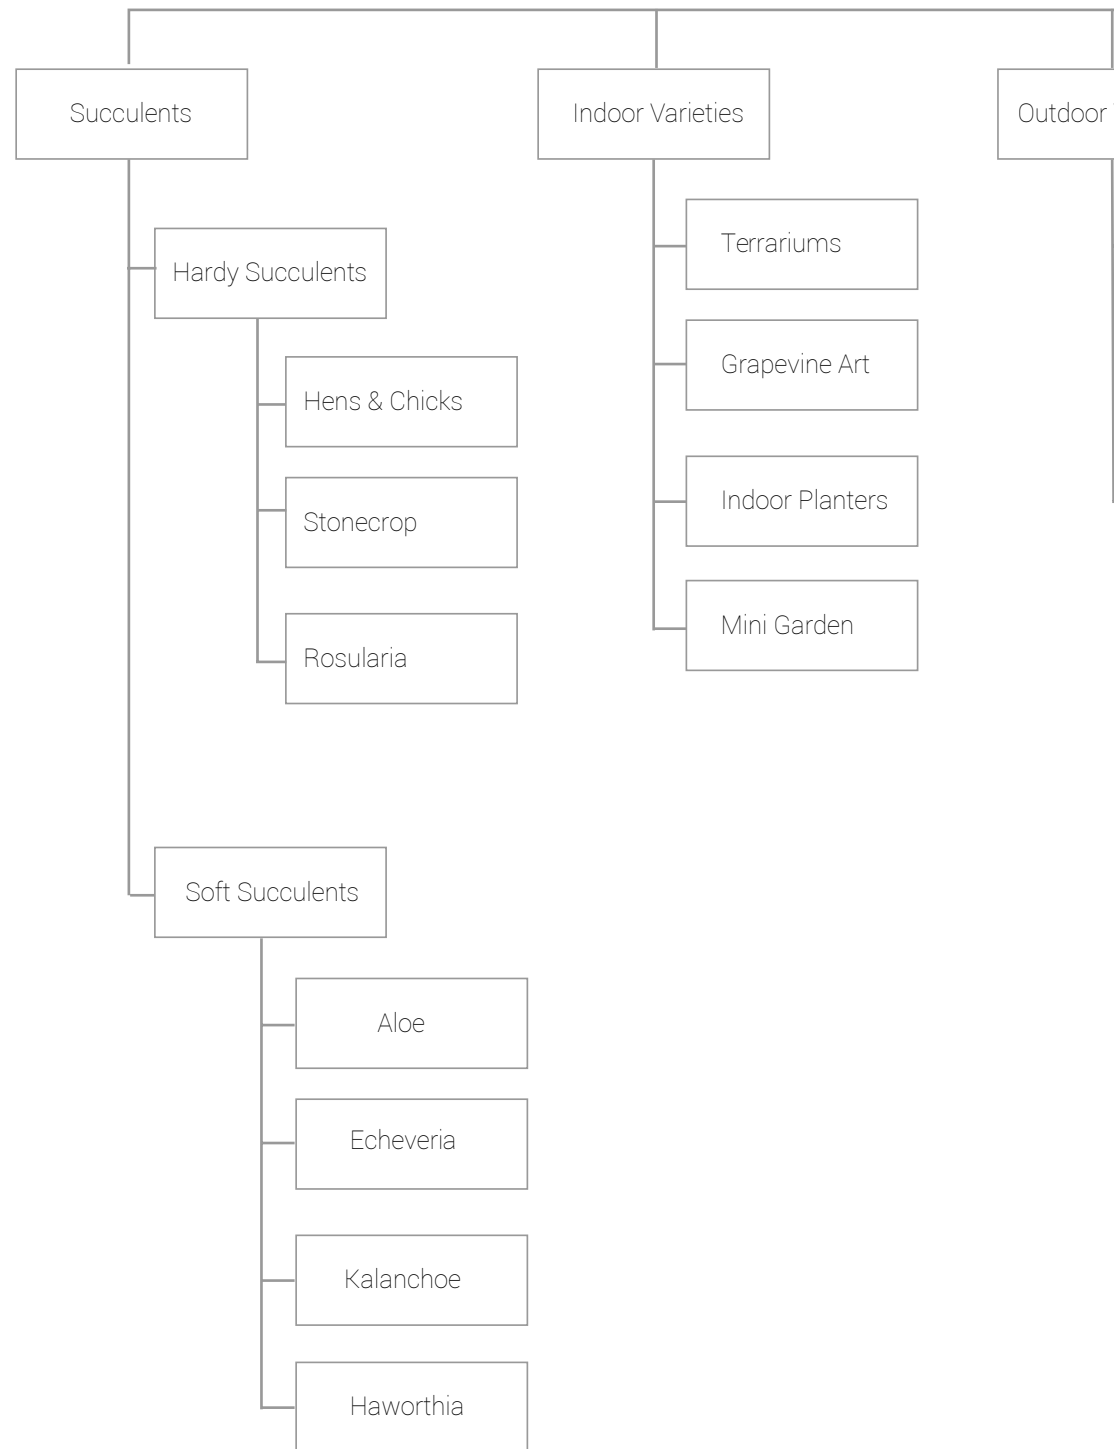 Succulents
Indoor Varieties
Outdoor
Hardy Succulents
Hens & Chicks
Stonecrop
Rosularia
Terrariums
Grapevine Art
Indoor Planters
Mini Garden
Soft Succulents
Aloe
Echeveria
Kalanchoe
Haworthia